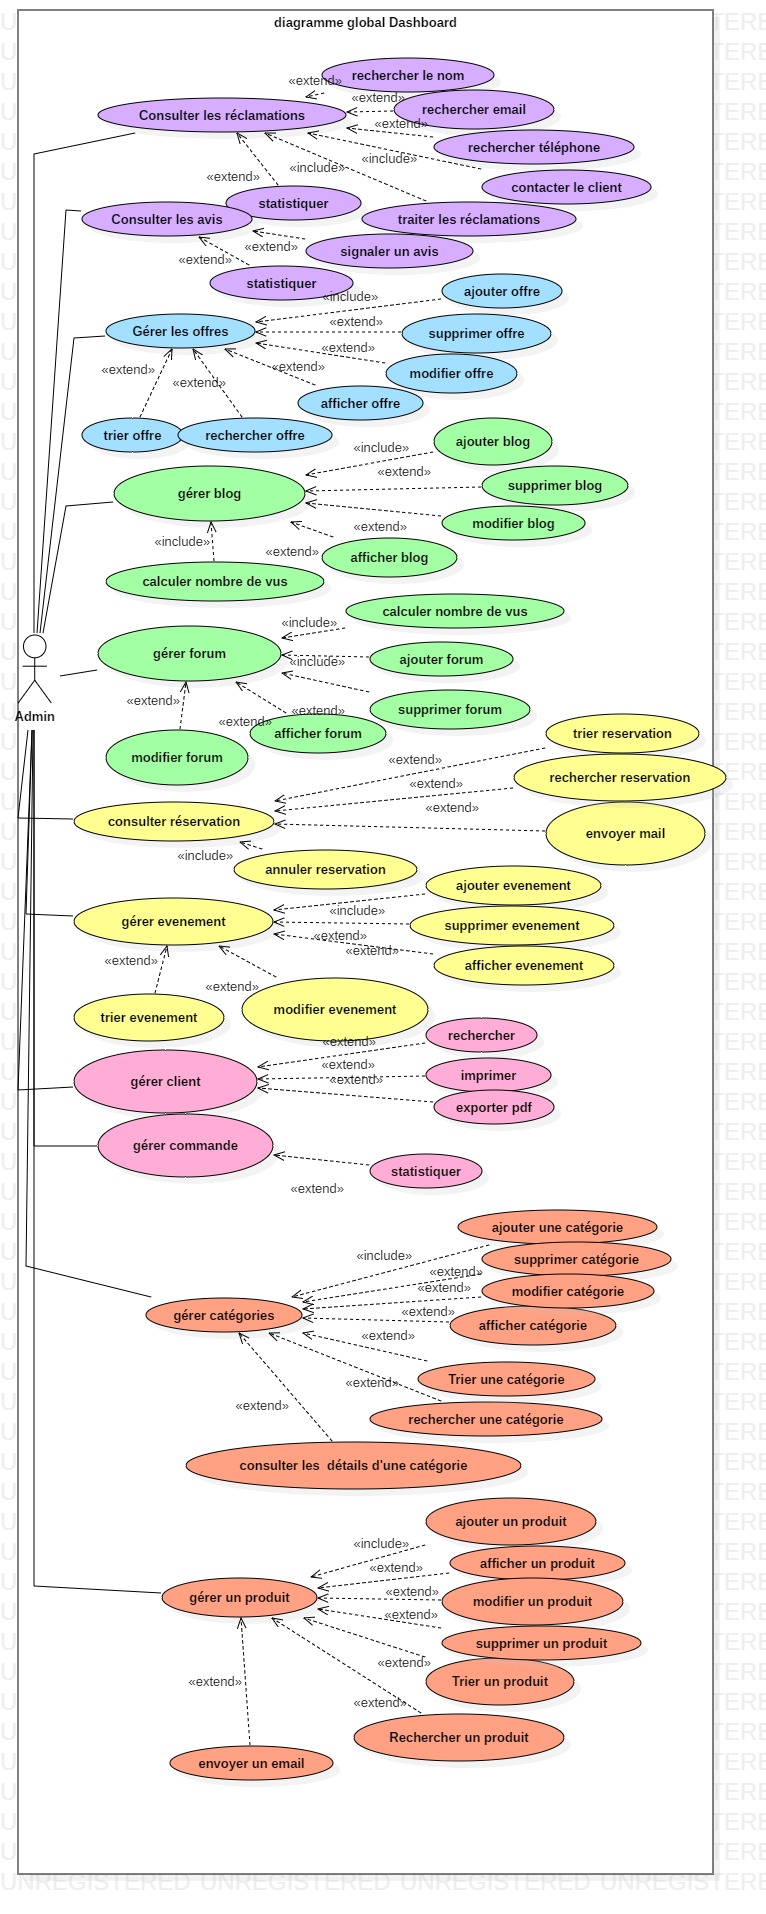 diagramme global Dashboard
rechercher le nom
«extend»
«extend»
rechercher email
Consulter les réclamations
«extend»
rechercher téléphone
«include»
«include»
«extend»
contacter le client
statistiquer
Consulter les avis
traiter les réclamations
«extend»
signaler un avis
«extend»
statistiquer
«include»
ajouter offre
Gérer les offres
«extend»
supprimer offre
«extend»
«extend»
«extend»
«extend»
modifier offre
afficher offre
trier offre
rechercher offre
ajouter blog
«include»
«extend»
supprimer blog
gérer blog
«extend»
modifier blog
«include»
«extend»
afficher blog
calculer nombre de vus
calculer nombre de vus
«include»
gérer forum
«include»
ajouter forum
«extend»
«extend»
supprimer forum
«extend»
afficher forum
Admin
modifier forum
trier reservation
«extend»
rechercher reservation
«extend»
«extend»
consulter réservation
envoyer mail
«include»
annuler reservation
ajouter evenement
«include»
gérer evenement
supprimer evenement
«extend»
«extend»
«extend»
afficher evenement
«extend»
trier evenement
modifier evenement
rechercher
«extend»
«extend»
«extend»
gérer client
imprimer
exporter pdf
gérer commande
statistiquer
«extend»
ajouter une catégorie
«include»
supprimer catégorie
«extend»
«extend»
modifier catégorie
gérer catégories
«extend»
afficher catégorie
«extend»
Trier une catégorie
«extend»
«extend»
rechercher une catégorie
consulter les  détails d'une catégorie
ajouter un produit
«include»
«extend»
afficher un produit
gérer un produit
«extend»
modifier un produit
«extend»
supprimer un produit
«extend»
Trier un produit
«extend»
«extend»
Rechercher un produit
envoyer un email
UNREGISTERED UNREGISTERED UNREGISTERED UNREGISTERED